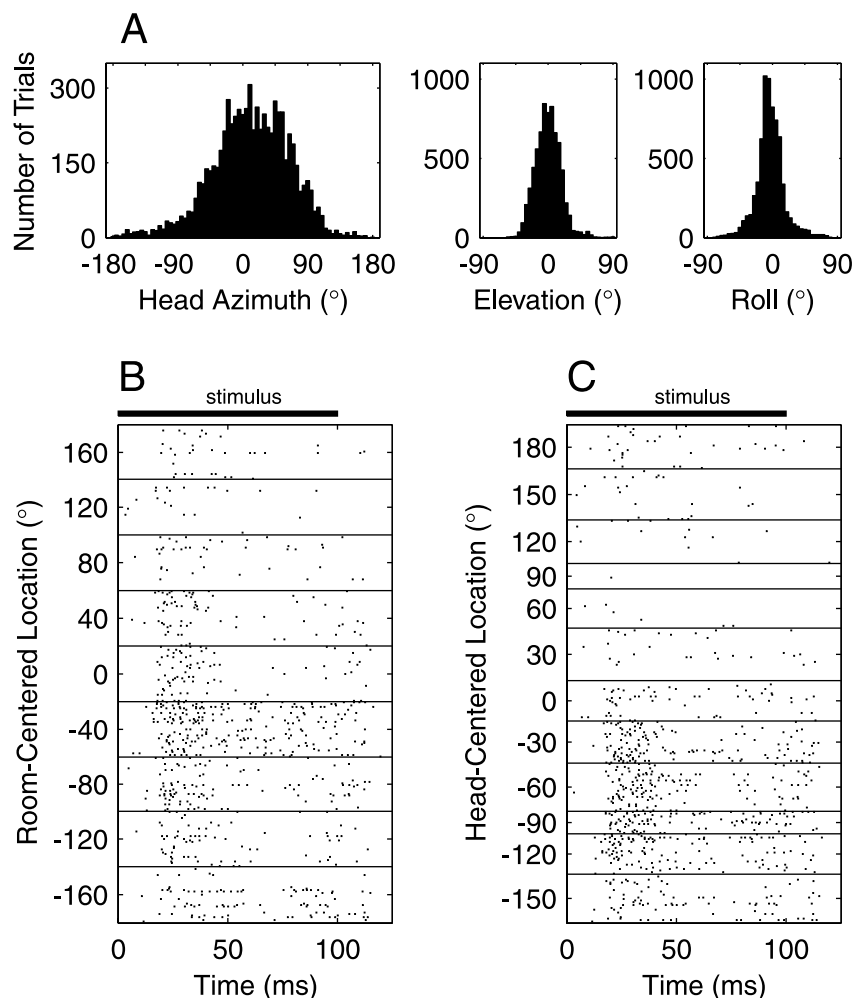 A
Number of Trials
300
150
0
-180 -90 0 90 180
Head Azimuth (°)
1000
500
0
-90 0 90
Elevation (°)
1000
500
0
-90 0 90
Roll (°)
B
stimulus
Room-Centered Location (°)
160
120
80
40
0
-40
-80
-120
-160
0 50 100
Time (ms)
C
stimulus
Head-Centered Location (°)
180
150
120
90
60
30
0
-30
-60
-90
-120
-150
0 50 100
Time (ms)